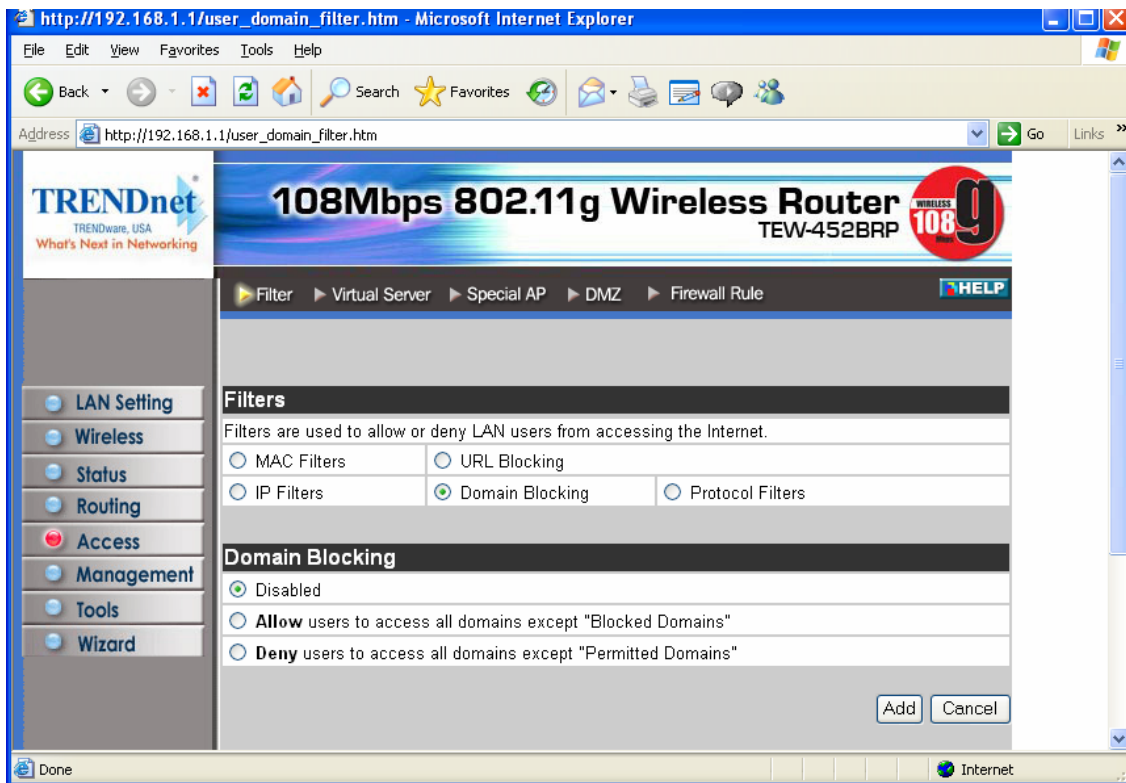 http://192.168.1.1/user_domain_filter.htm - Microsoft Internet Explorer
File Edit View Favorites Tools Help
Back Search Favorites
Address http://192.168.1.1/user_domain_filter.htm Go Links »
TRENDnet
TRENDware, USA
What's Next in Networking
108Mbps 802.11g Wireless Router
TEW-452BRP
WIRELESS
108
Mbps
g
Filter Virtual Server Special AP DMZ Firewall Rule HELP
LAN Setting
Wireless
Status
Routing
Access
Management
Tools
Wizard
Filters
Filters are used to allow or deny LAN users from accessing the Internet.
MAC Filters URL Blocking
IP Filters Domain Blocking Protocol Filters
Domain Blocking
Disabled
Allow users to access all domains except "Blocked Domains"
Deny users to access all domains except "Permitted Domains"
Add Cancel
Done Internet